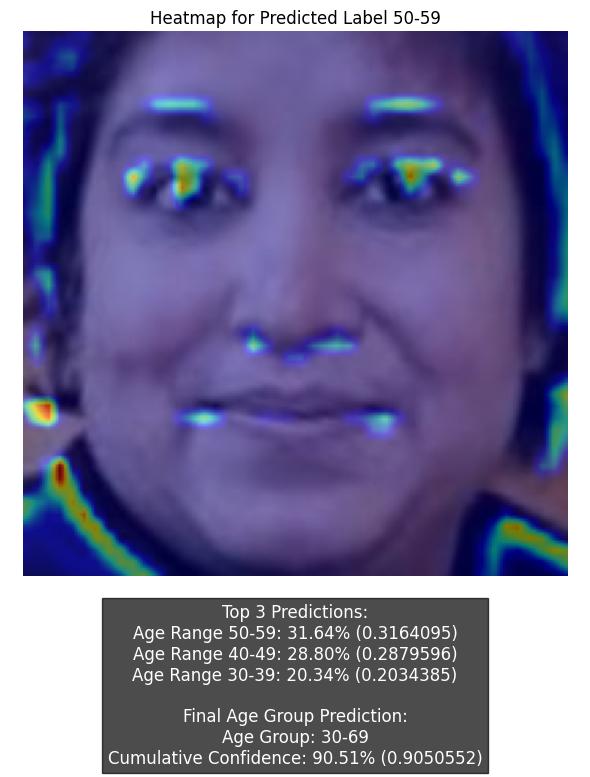 Heatmap for Predicted Label 50-59
Top 3 Predictions:
Age Range 50-59: 31.64% (0.3164095)
Age Range 40-49: 28.80% (0.2879596)
Age Range 30-39: 20.34% (0.2034385)
Final Age Group Prediction:
Age Group: 30-69
Cumulative Confidence: 90.51% (0.9050552)